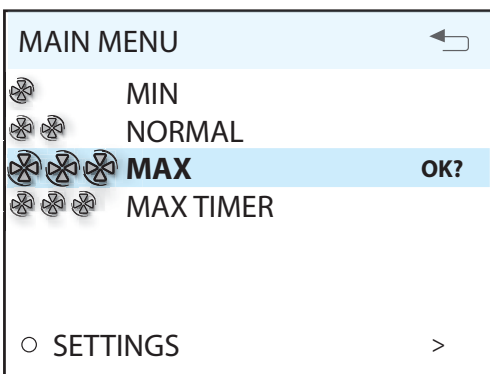 MAIN MENU
MIN
NORMAL
MAX OK?
MAX TIMER
SETTINGS >